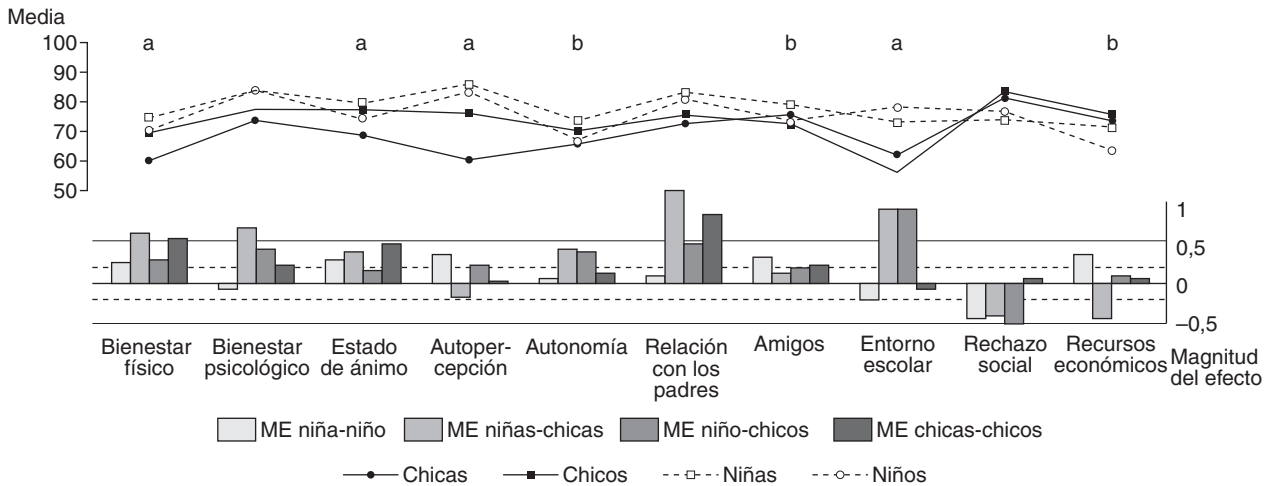 Media
100
90
80
70
60
50
a a a b b a b
1
0,5
0
–0,5
Magnitud
del efecto
Bienestar
físico
Bienestar
psicológico
Estado
de ánimo
Autoper-
cepción
Autonomía
Relación
con los
padres
Amigos
Entorno
escolar
Rechazo
social
Recursos
económicos
ME niña-niño ME niñas-chicas ME niño-chicos ME chicas-chicos
Chicas Chicos Niñas Niños